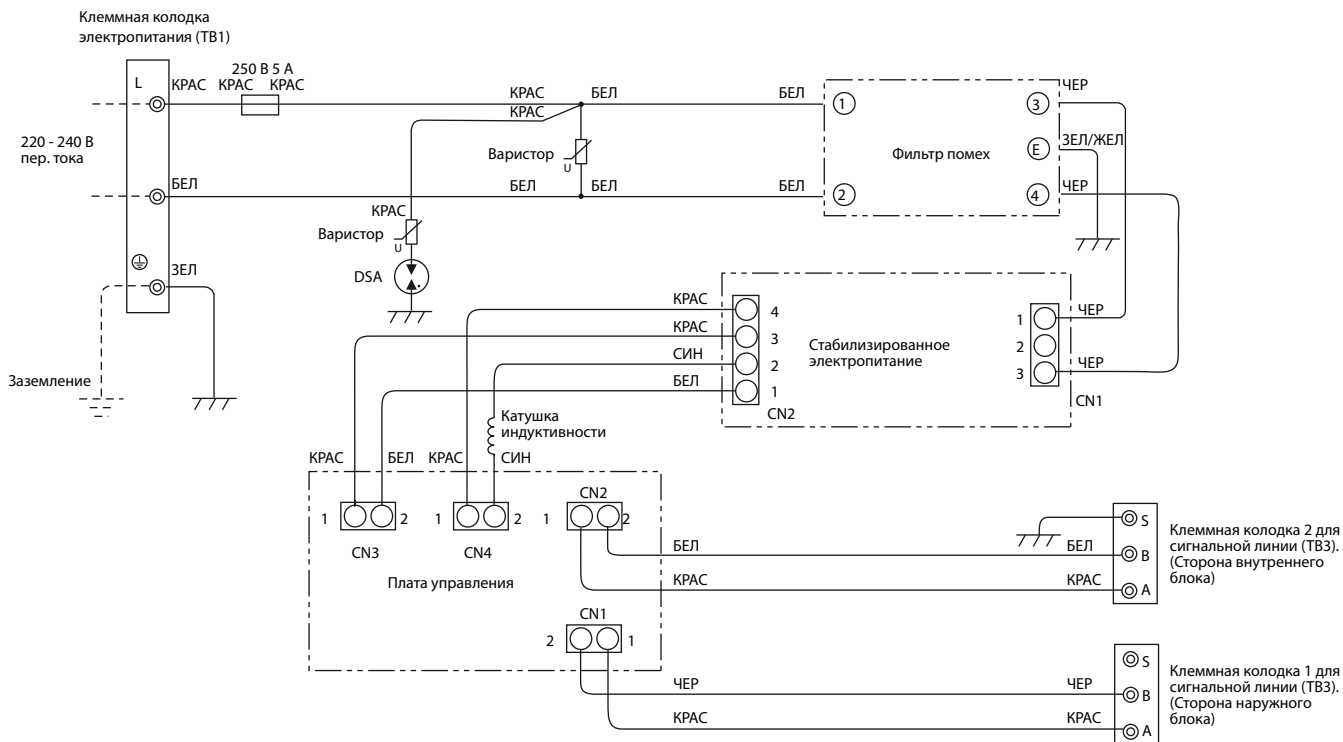 Клеммная колодка
электропитания (TB1)
L
КРАС
250 В 5 А
КРАС КРАС
КРАС
КРАС
БЕЛ
БЕЛ
1
3
ЧЕР
220 - 240 В
пер. тока
Варистор
U
Фильтр помех
E
ЗЕЛ/ЖЕЛ
БЕЛ
БЕЛ
БЕЛ
БЕЛ
2
4
ЧЕР
КРАС
Варистор
U
DSA
ЗЕЛ
Заземление
КРАС
4
КРАС
3
СИН
2
БЕЛ
1
CN2
Стабилизированное
электропитание
1
ЧЕР
2
3
ЧЕР
CN1
Катушка
индуктивности
КРАС
БЕЛ
КРАС
СИН
1
2
CN3
1
2
CN4
CN2
1
2
Плата управления
БЕЛ
БЕЛ
КРАС
КРАС
S
B
A
Клеммная колодка 2 для
сигнальной линии (TB3).
(Сторона внутреннего
блока)
CN1
2
1
ЧЕР
ЧЕР
КРАС
КРАС
S
B
A
Клеммная колодка 1 для
сигнальной линии (TB3).
(Сторона наружного
блока)